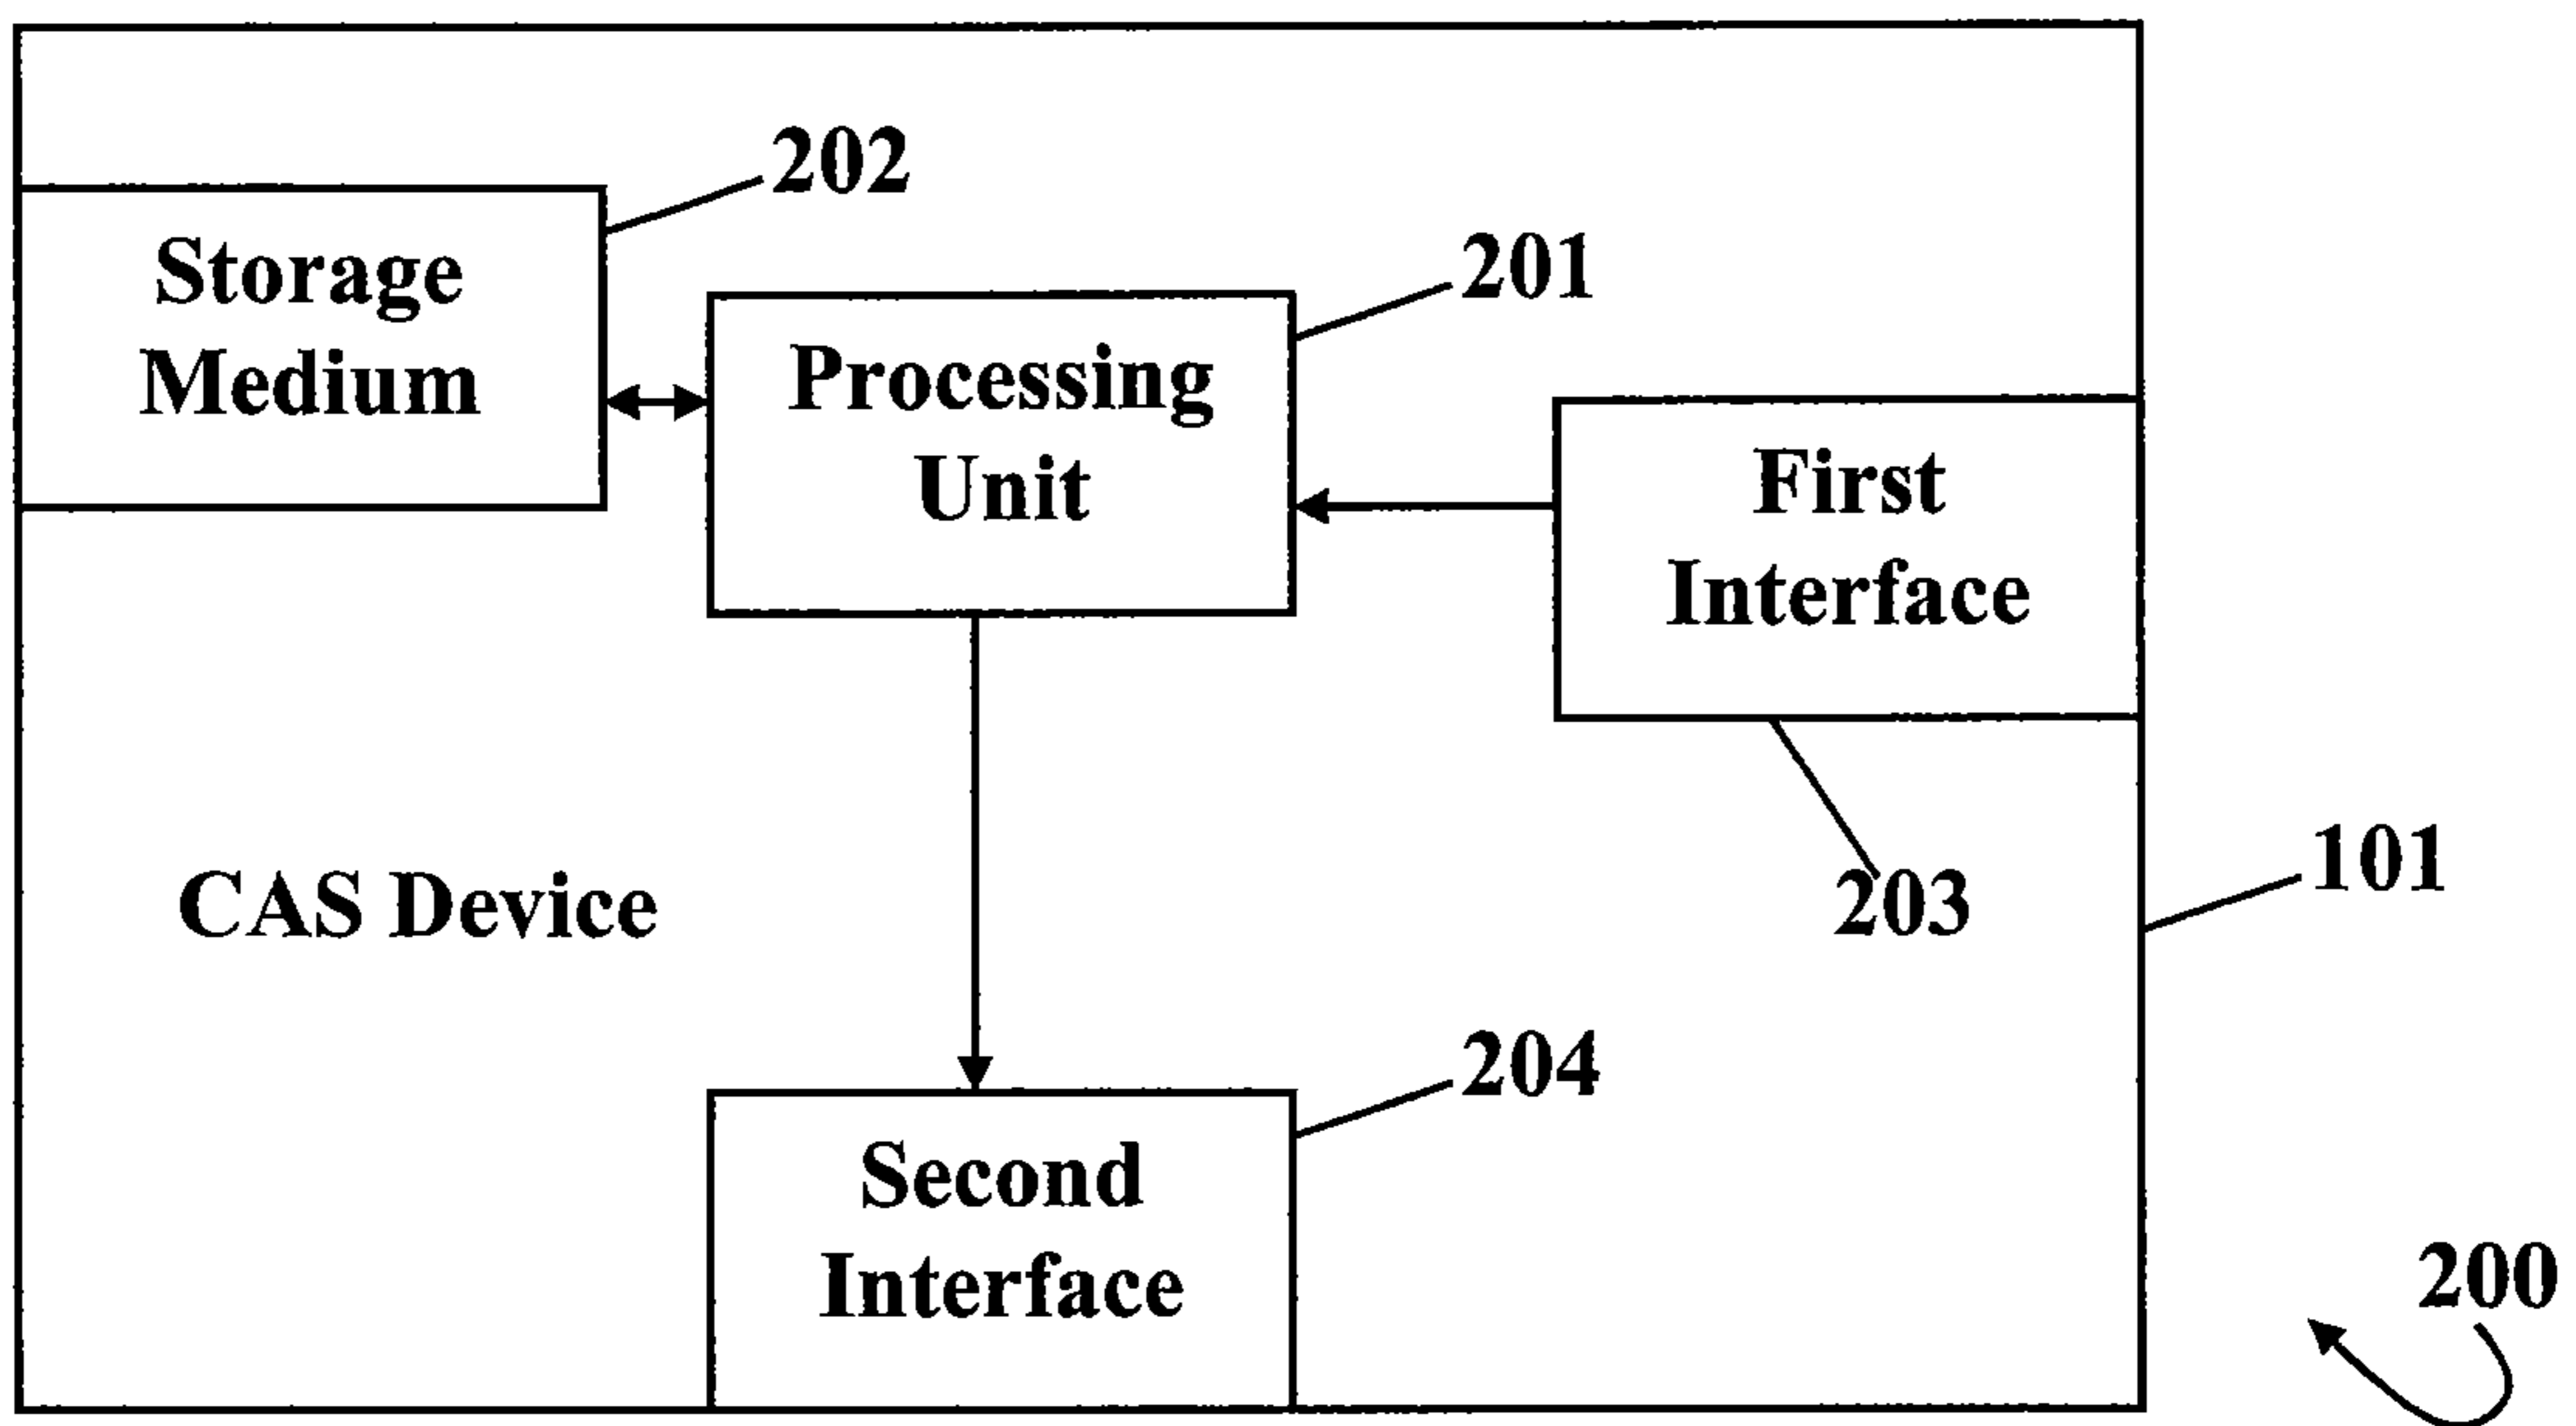 202
Storage
Medium
201
Processing
Unit
First
Interface
203
101
CAS Device
204
Second
Interface
200